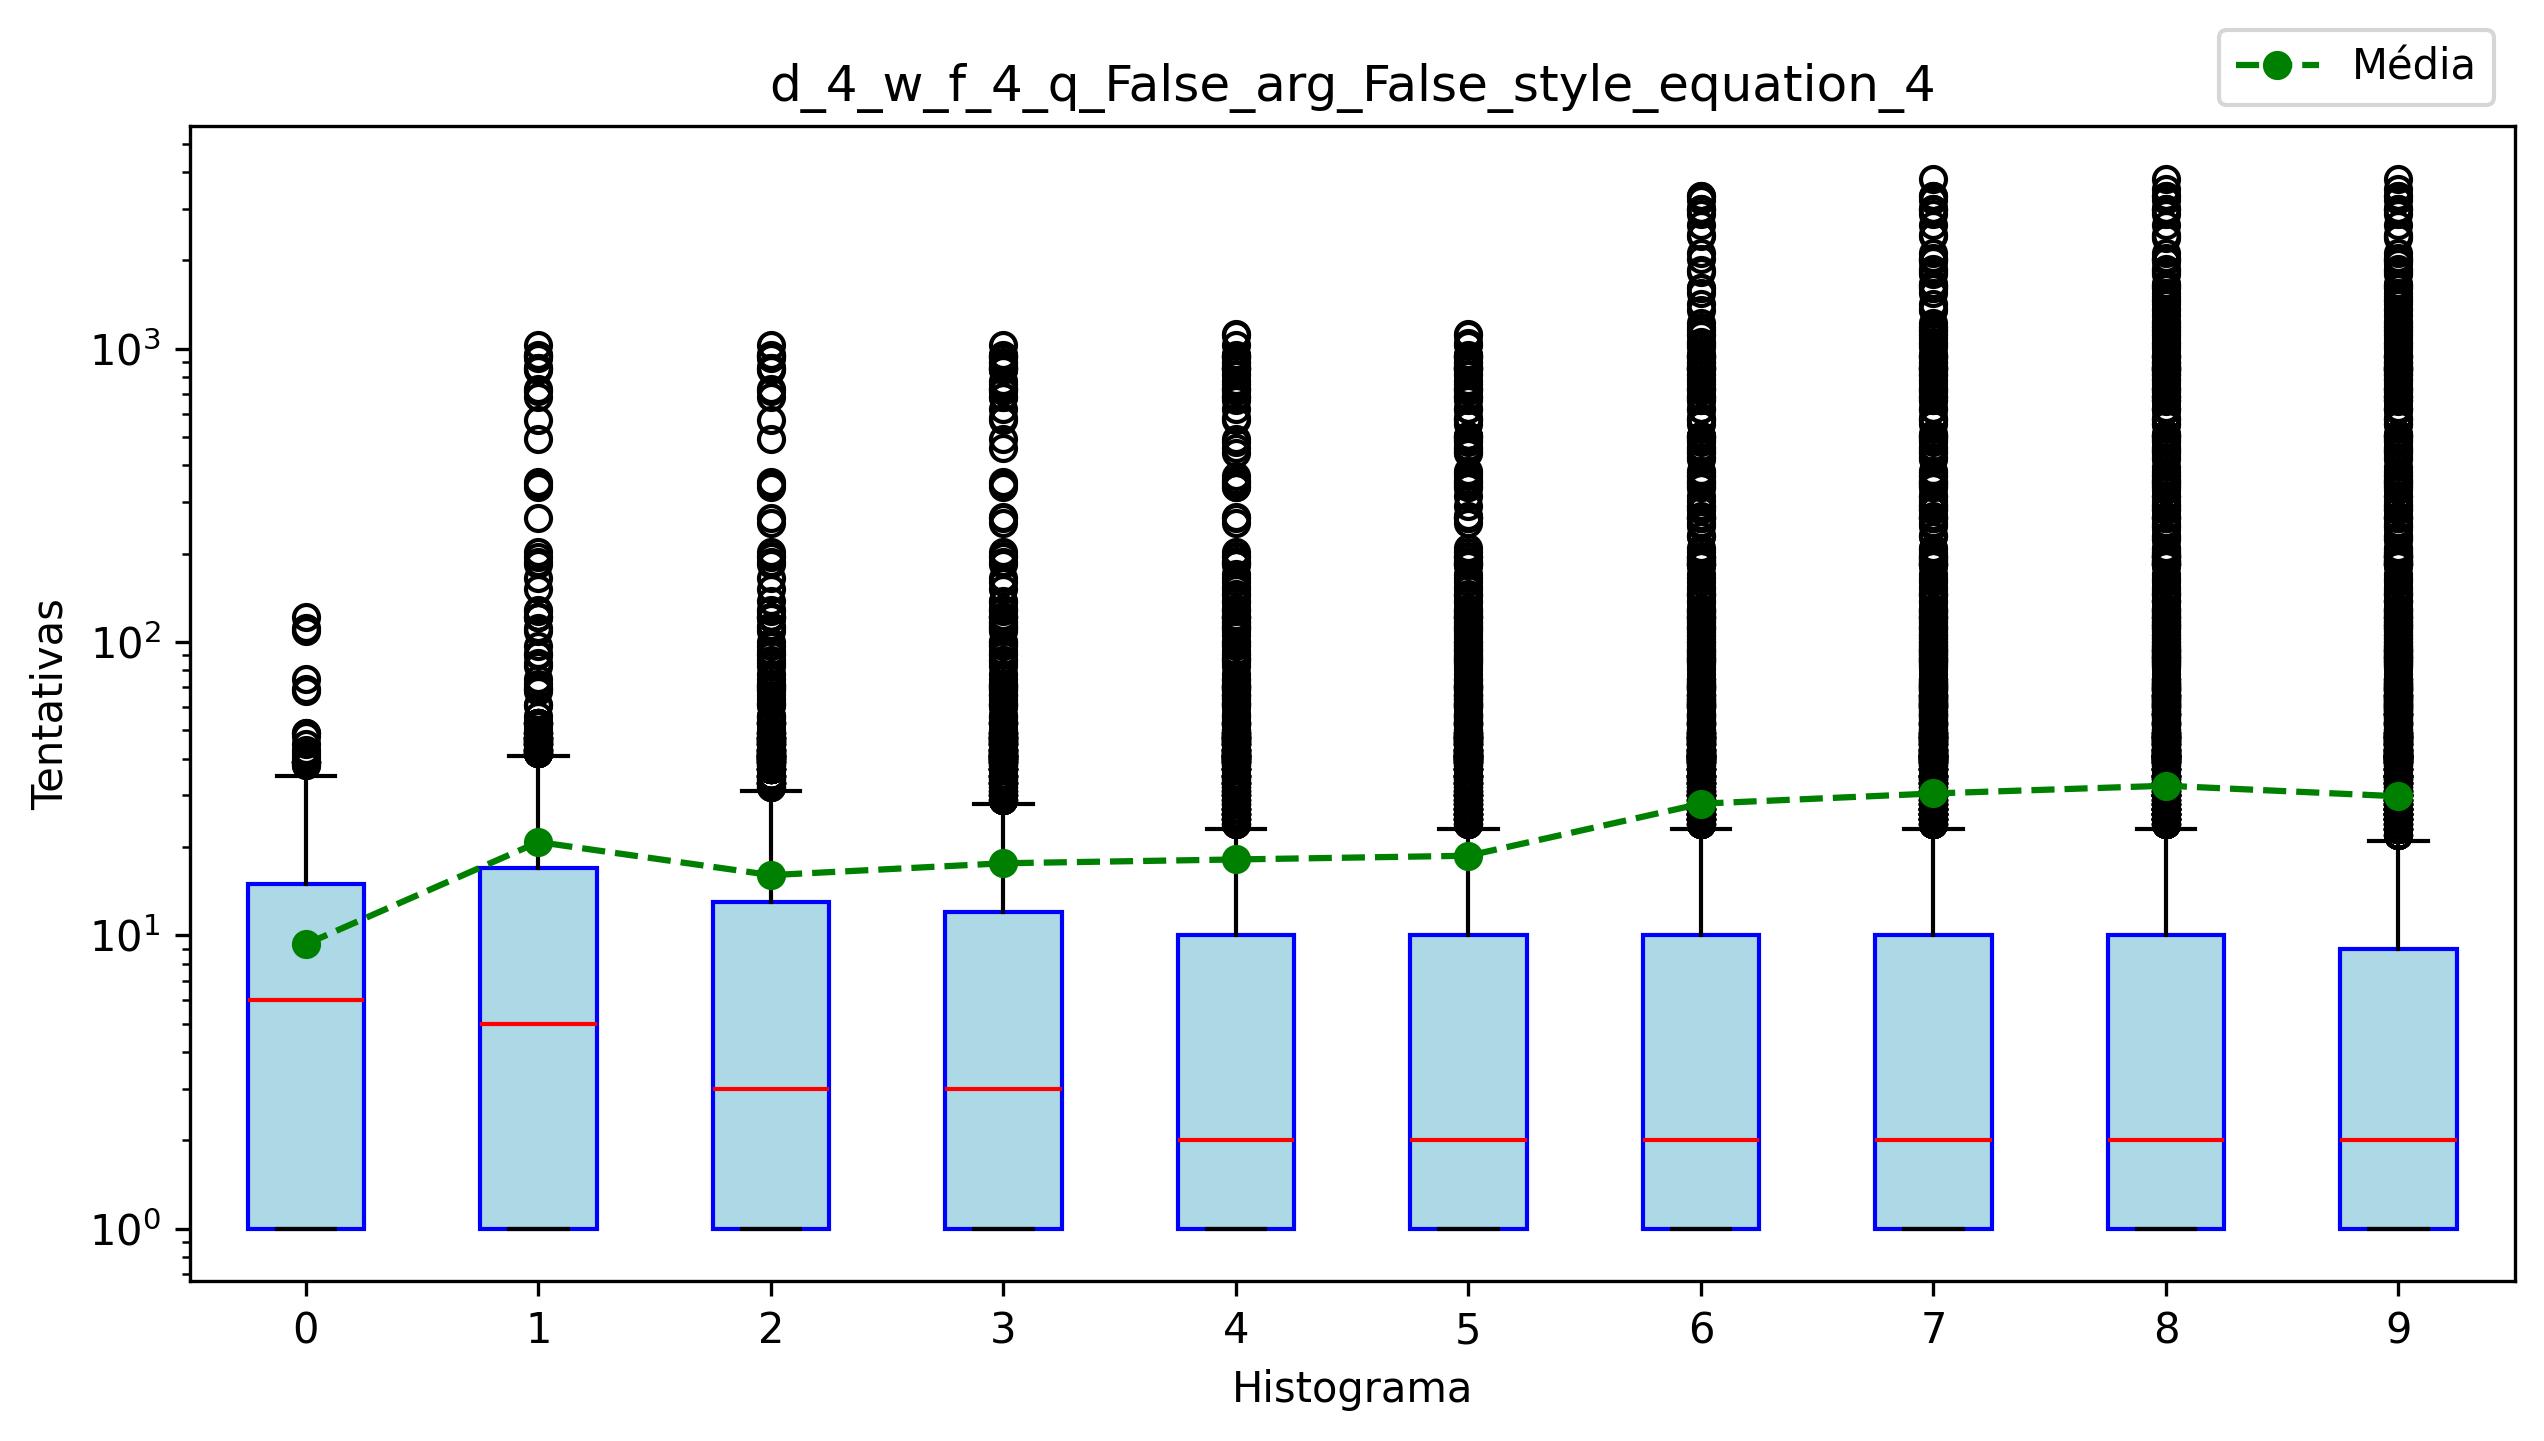 Média
d_4_w_f_4_q_False_arg_False_style_equation_4
Tentativas
10³
10²
10¹
10⁰
0 1 2 3 4 5 6 7 8 9
Histograma